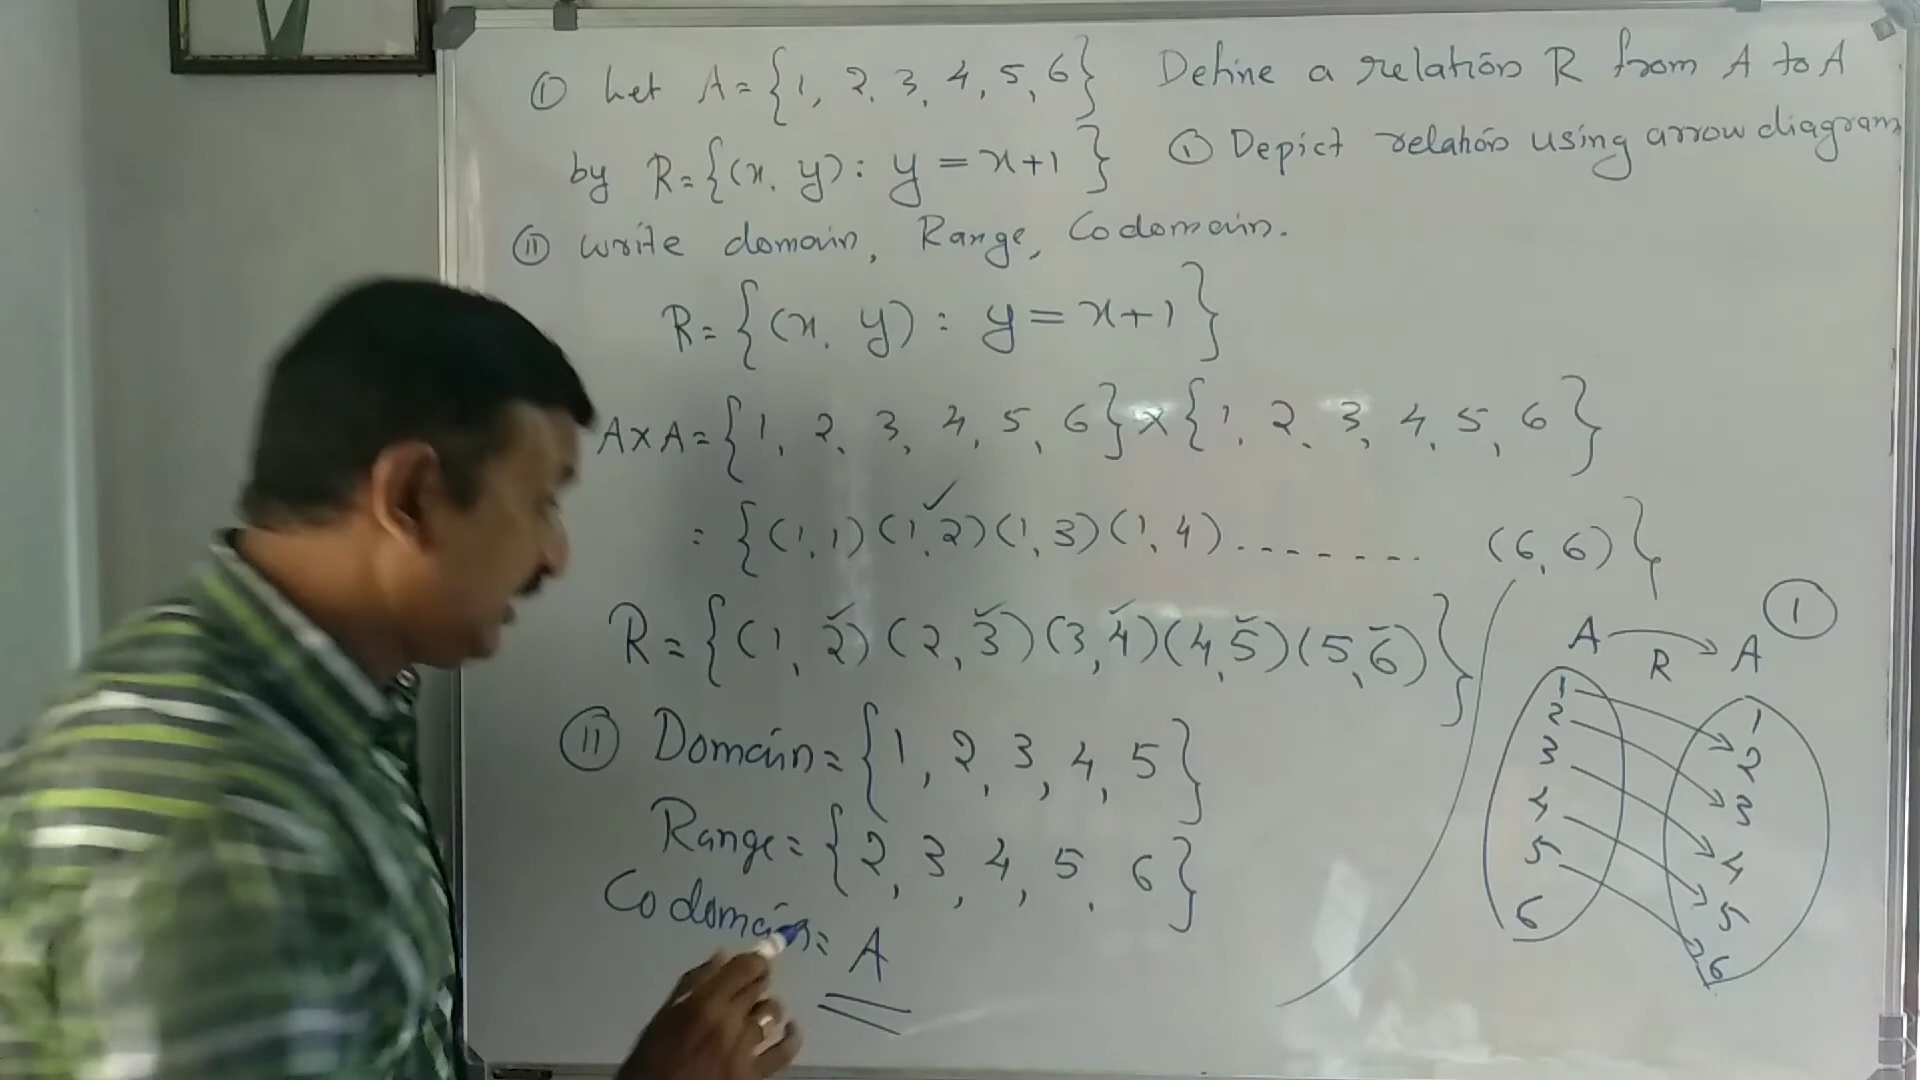 ① Let A = {1, 2, 3, 4, 5, 6} Define a relation R from A to A
by R = {(x, y) : y = x+1} ① Depict relation using arrow diagram
② write domain, Range, Codomain.
R = {(x, y) : y = x+1}
A×A = {1, 2, 3, 4, 5, 6} × {1, 2, 3, 4, 5, 6}
= {(1,1) (1,2) (1,3) (1,4) ........ (6,6)}
R = {(1,2) (2,3) (3,4) (4,5) (5,6)}
② Domain = {1, 2, 3, 4, 5}
Range = {2, 3, 4, 5, 6}
Codomain = A
①
A R A
1 1
2 2
3 3
4 4
5 5
6 6